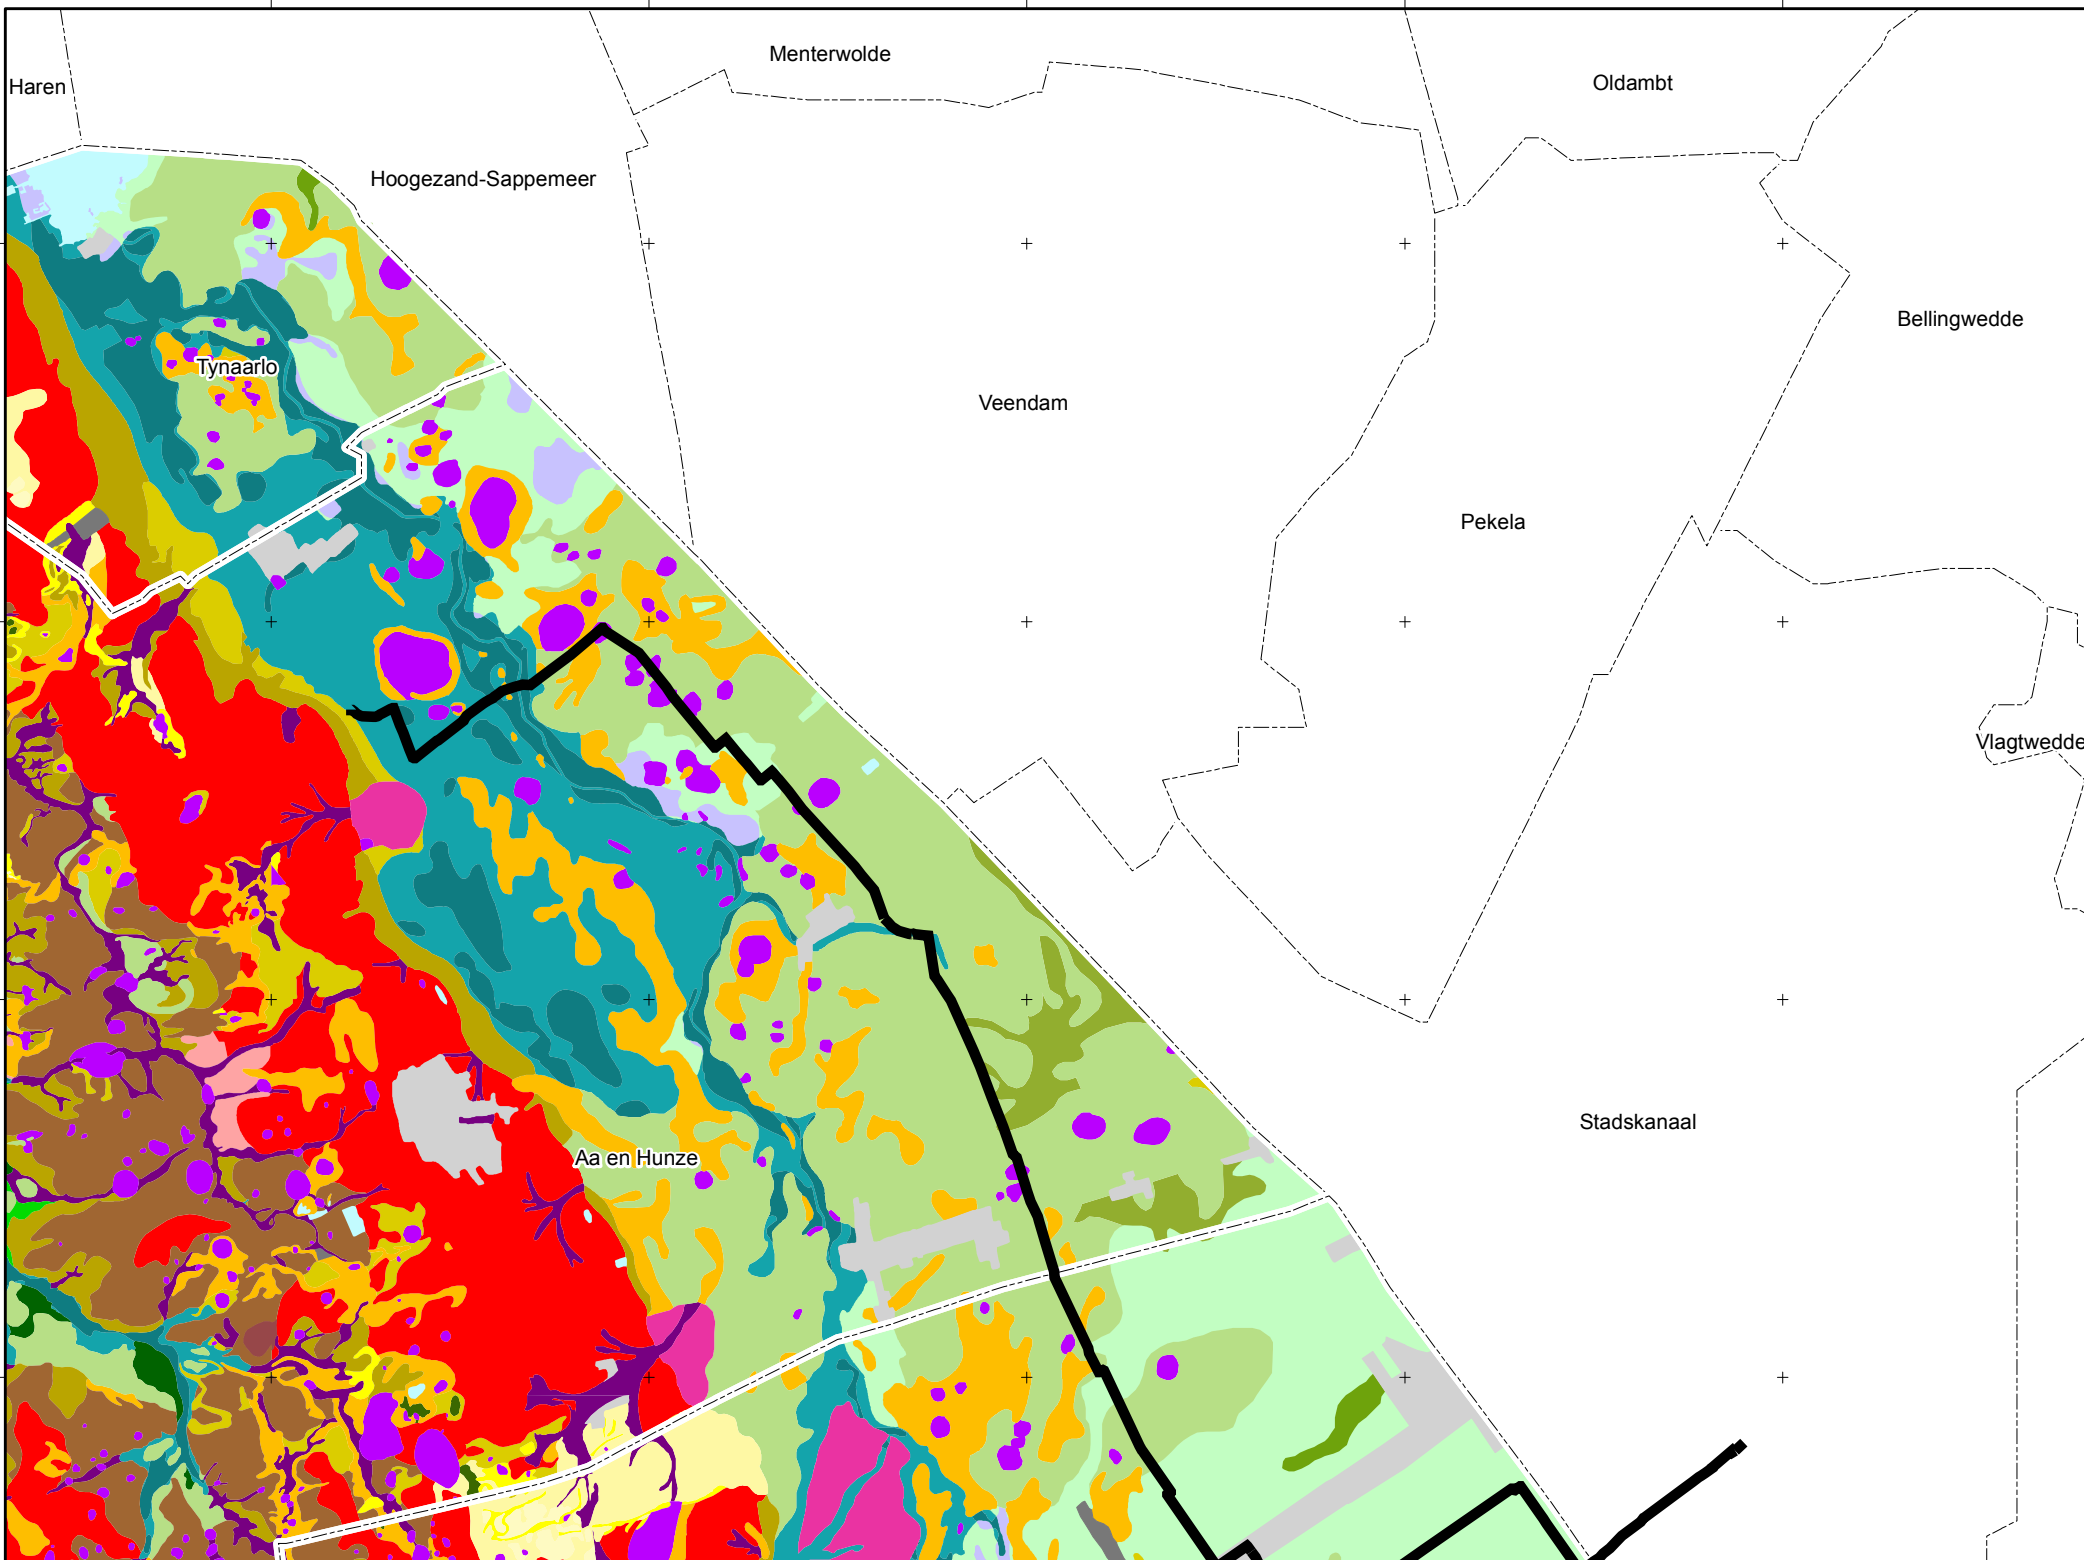 Menterwolde
Oldambt
Haren
Hoogezand-Sappemeer
Bellingwedde
Tynaarlo
Veendam
Pekela
Vlagtwedde
Stadskanaal
Aa en Hunze